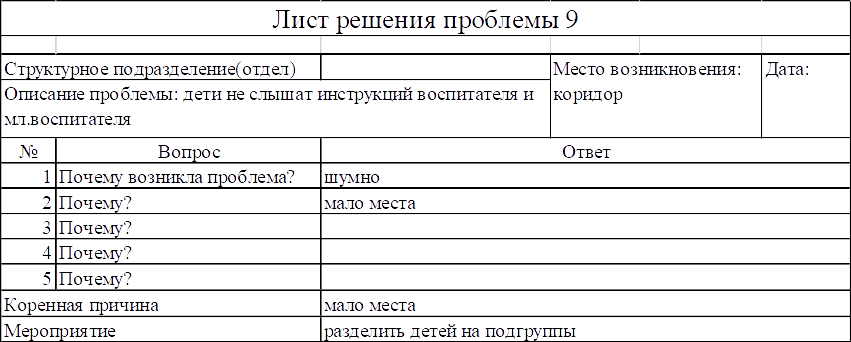 Лист решения проблемы 9
Структурное подразделение(отдел)
Место возникновения: коридор
Дата:
Описание проблемы: дети не слышат инструкций воспитателя и
мл.воспитателя
№ Вопрос Ответ
1 Почему возникла проблема? шумно
2 Почему? мало места
3 Почему?
4 Почему?
5 Почему?
Коренная причина мало места
Мероприятие разделить детей на подгруппы